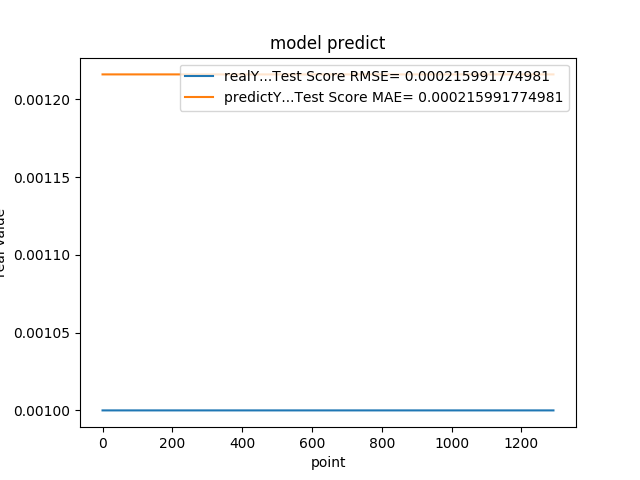 model predict
realY...Test Score RMSE= 0.000215991774981
predictY...Test Score MAE= 0.000215991774981
0.00120
0.00115
0.00110
0.00105
0.00100
real value
0 200 400 600 800 1000 1200
point